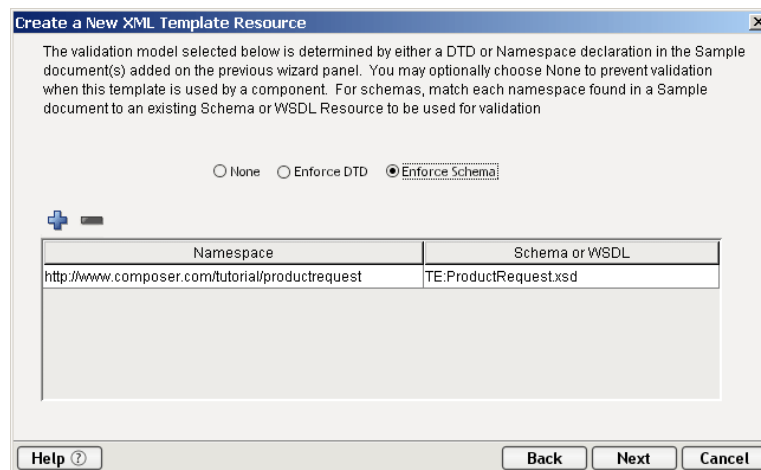 Create a New XML Template Resource
The validation model selected below is determined by either a DTD or Namespace declaration in the Sample
document(s) added on the previous wizard panel. You may optionally choose None to prevent validation
when this template is used by a component. For schemas, match each namespace found in a Sample
document to an existing Schema or WSDL Resource to be used for validation
None Enforce DTD Enforce Schema
Namespace Schema or WSDL
http://www.composer.com/tutorial/productrequest TE:ProductRequest.xsd
Help ? Back Next Cancel